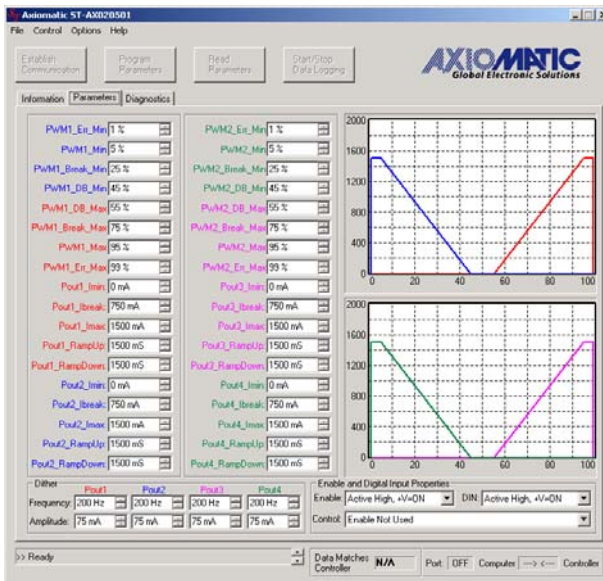 Axiomatic ST-AX020501
File Control Options Help
Establish Communication
Program Parameters
Read Parameters
Start/Stop Data Logging
AXIOMATIC
Global Electronic Solutions
Information Parameters Diagnostics
PWM1_Err_Min 1 %
PWM1_Min 5 %
PWM1_Break_Min 25 %
PWM1_DB_Min 45 %
PWM1_DB_Max 55 %
PWM1_Break_Max 75 %
PWM1_Max 95 %
PWM1_Err_Max 99 %
Pout1_Imin: 0 mA
Pout1_Ibreak: 750 mA
Pout1_Imax: 1500 mA
Pout1_RampUp: 1500 mS
Pout1_RampDown: 1500 mS
Pout2_Imin: 0 mA
Pout2_Ibreak: 750 mA
Pout2_Imax: 1500 mA
Pout2_RampUp: 1500 mS
Pout2_RampDown: 1500 mS
PWM2_Err_Min 1 %
PWM2_Min 5 %
PWM2_Break_Min 25 %
PWM2_DB_Min 45 %
PWM2_DB_Max 55 %
PWM2_Break_Max 75 %
PWM2_Max 95 %
PWM2_Err_Max 99 %
Pout3_Imin: 0 mA
Pout3_Ibreak: 750 mA
Pout3_Imax: 1500 mA
Pout3_RampUp: 1500 mS
Pout3_RampDown: 1500 mS
Pout4_Imin: 0 mA
Pout4_Ibreak: 750 mA
Pout4_Imax: 1500 mA
Pout4_RampUp: 1500 mS
Pout4_RampDown: 1500 mS
2000
1600
1200
800
400
0
0 20 40 60 80 100
2000
1600
1200
800
400
0
0 20 40 60 80 100
Dither
Pout1 Pout2 Pout3 Pout4
Frequency: 200 Hz 200 Hz 200 Hz 200 Hz
Amplitude: 75 mA 75 mA 75 mA 75 mA
Enable and Digital Input Properties
Enable: Active High, +V=ON DIN: Active High, +V=ON
Control: Enable Not Used
>> Ready
Data Matches Controller N/A
Port: OFF Computer ---> <--- Controller